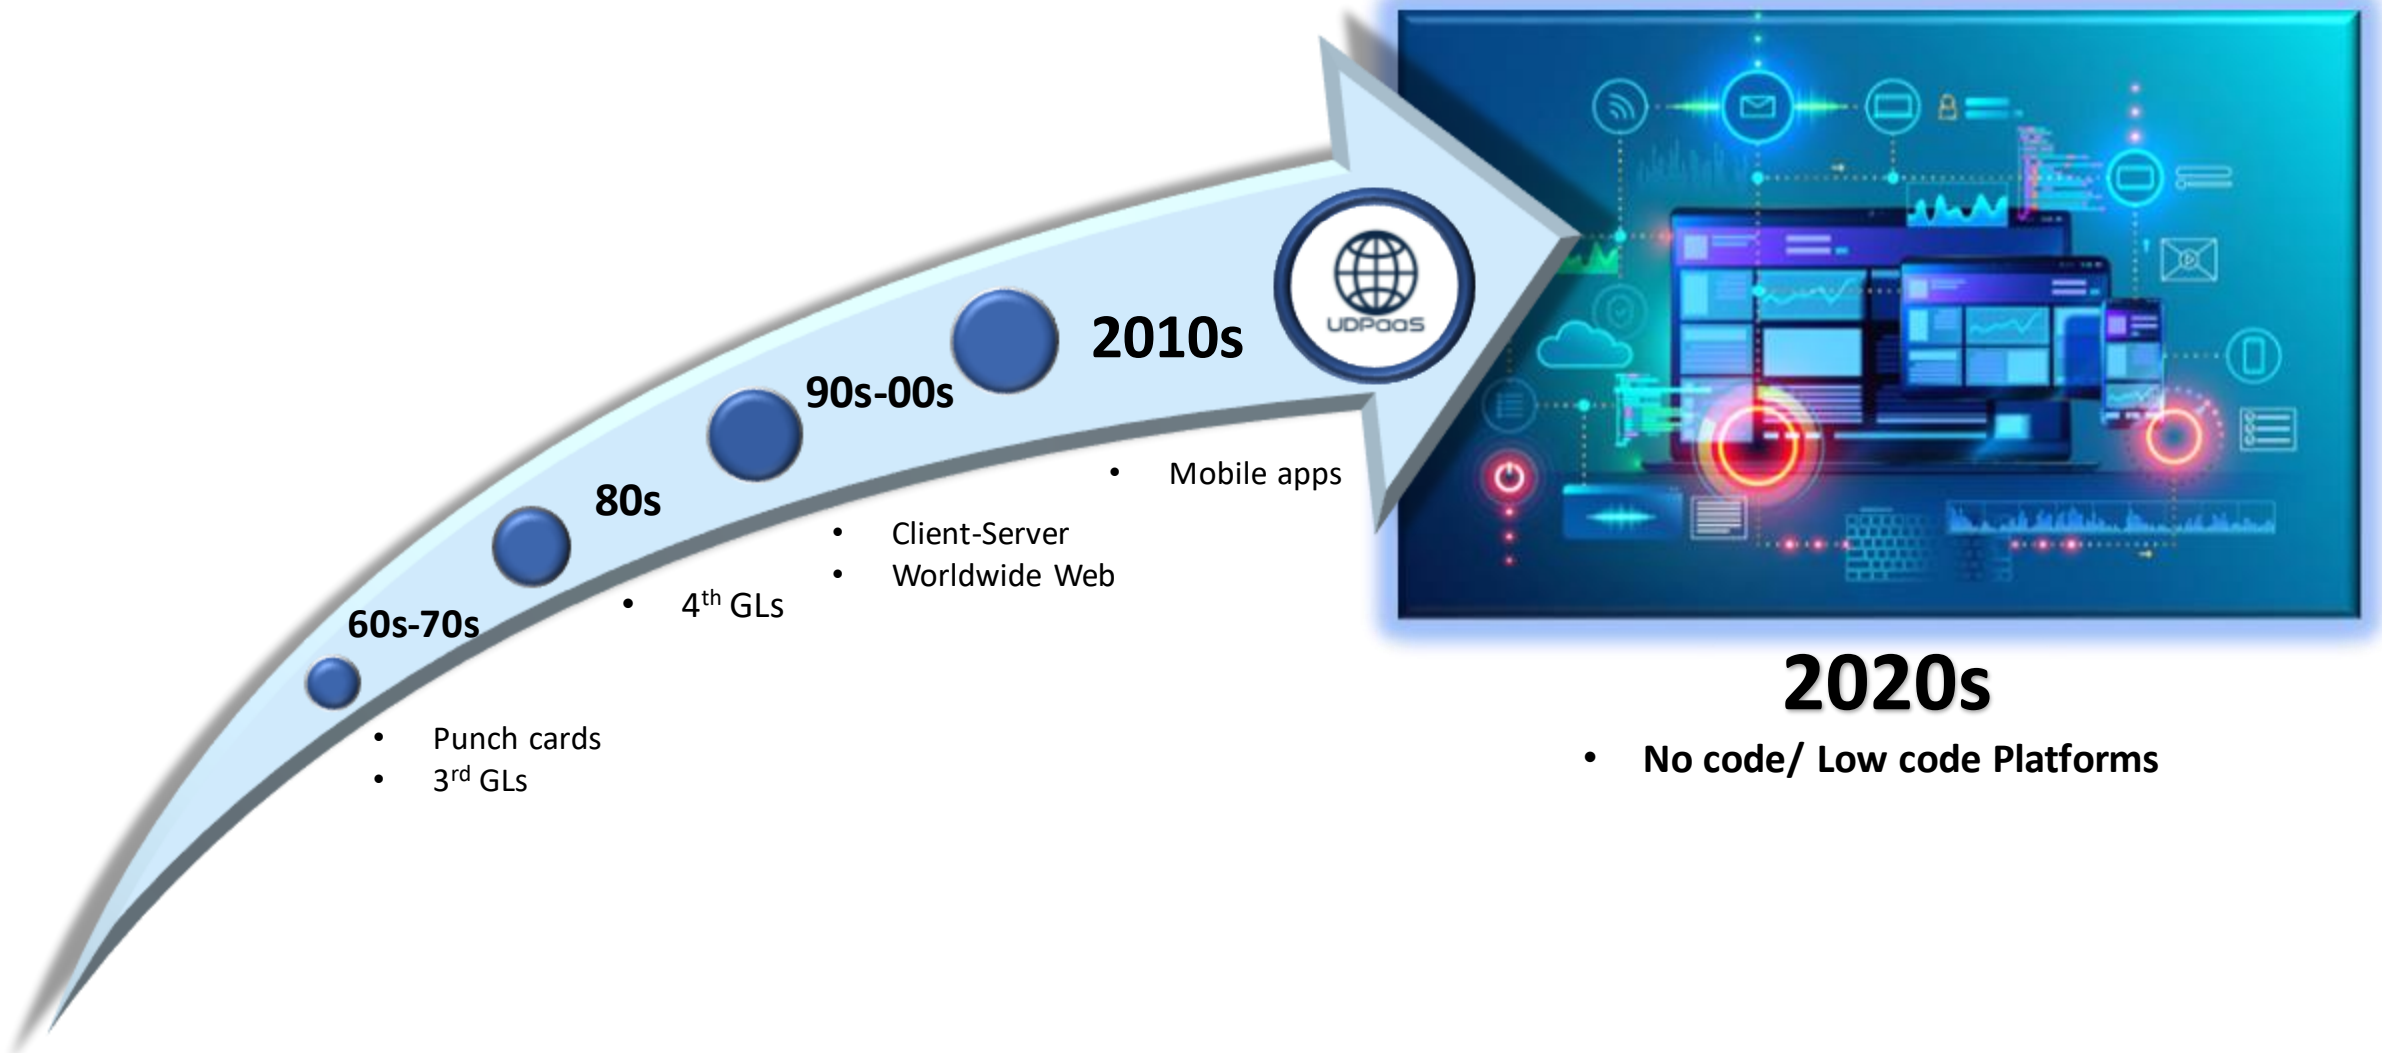 60s-70s
• Punch cards
• 3rd GLs
80s
• 4th GLs
90s-00s
• Client-Server
• Worldwide Web
2010s
• Mobile apps
UDPaaS
2020s
• No code/ Low code Platforms